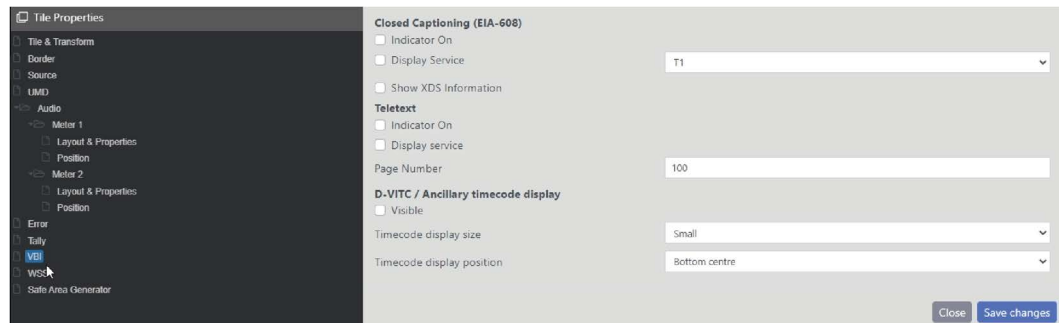 Tile Properties
Tile & Transform
Border
Source
UMD
Audio
Meter 1
Layout & Properties
Position
Meter 2
Layout & Properties
Position
Error
Tally
VBI
WSS
Safe Area Generator
Closed Captioning (EIA-608)
Indicator On
Display Service T1
Show XDS Information
Teletext
Indicator On
Display service
Page Number 100
D-VITC / Ancillary timecode display
Visible
Timecode display size Small
Timecode display position Bottom centre
Close Save changes